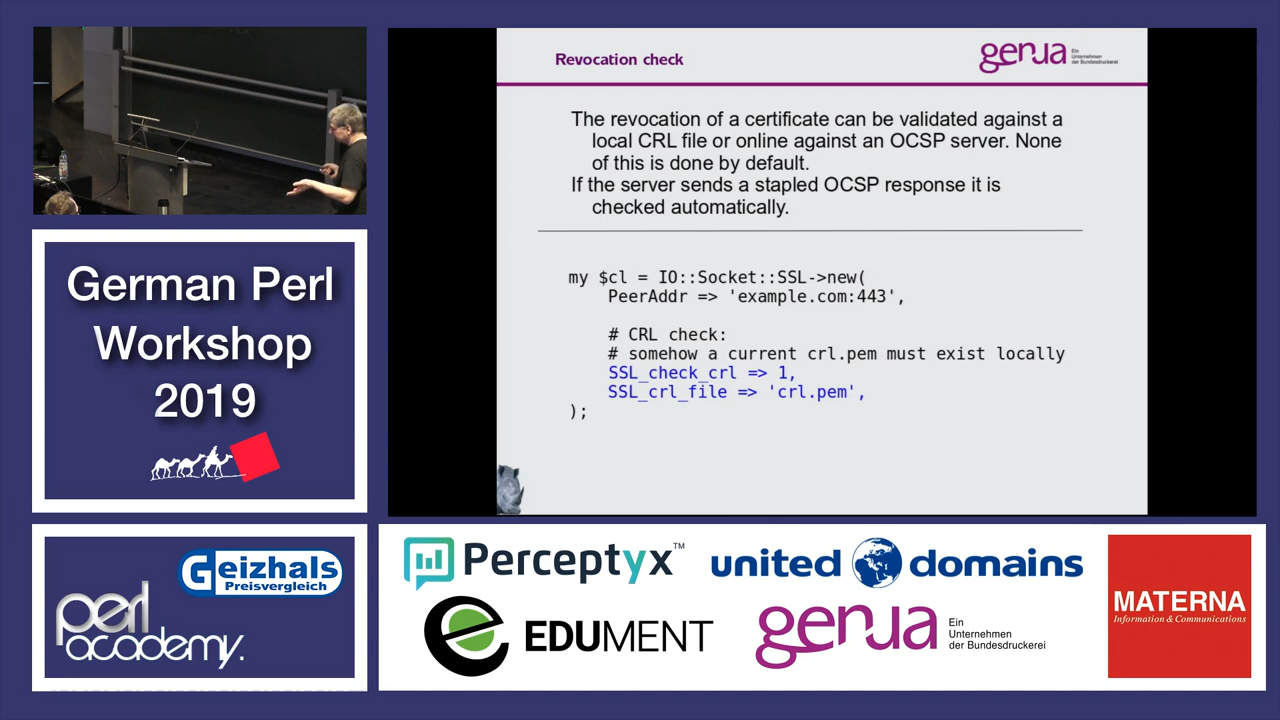 Revocation check
genua
Ein
Unternehmen
der Bundesdruckerei
The revocation of a certificate can be validated against a
local CRL file or online against an OCSP server. None
of this is done by default.
If the server sends a stapled OCSP response it is
checked automatically.
my $cl = IO::Socket::SSL->new(
PeerAddr => 'example.com:443',
# CRL check:
# somehow a current crl.pem must exist locally
SSL_check_crl => 1,
SSL_crl_file => 'crl.pem',
);
German Perl
Workshop
2019
Geizhals
Preisvergleich
perl
academy.
Perceptyx™
united domains
EDUMENT
genua
Ein
Unternehmen
der Bundesdruckerei
MATERNA
Information & Communications